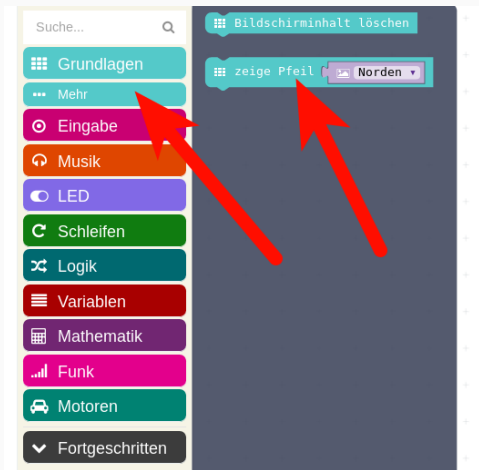 Suche...
Grundlagen
Mehr
Eingabe
Musik
LED
Schleifen
Logik
Variablen
Mathematik
Funk
Motoren
Fortgeschritten
Bildschirminhalt löschen
zeige Pfeil Norden